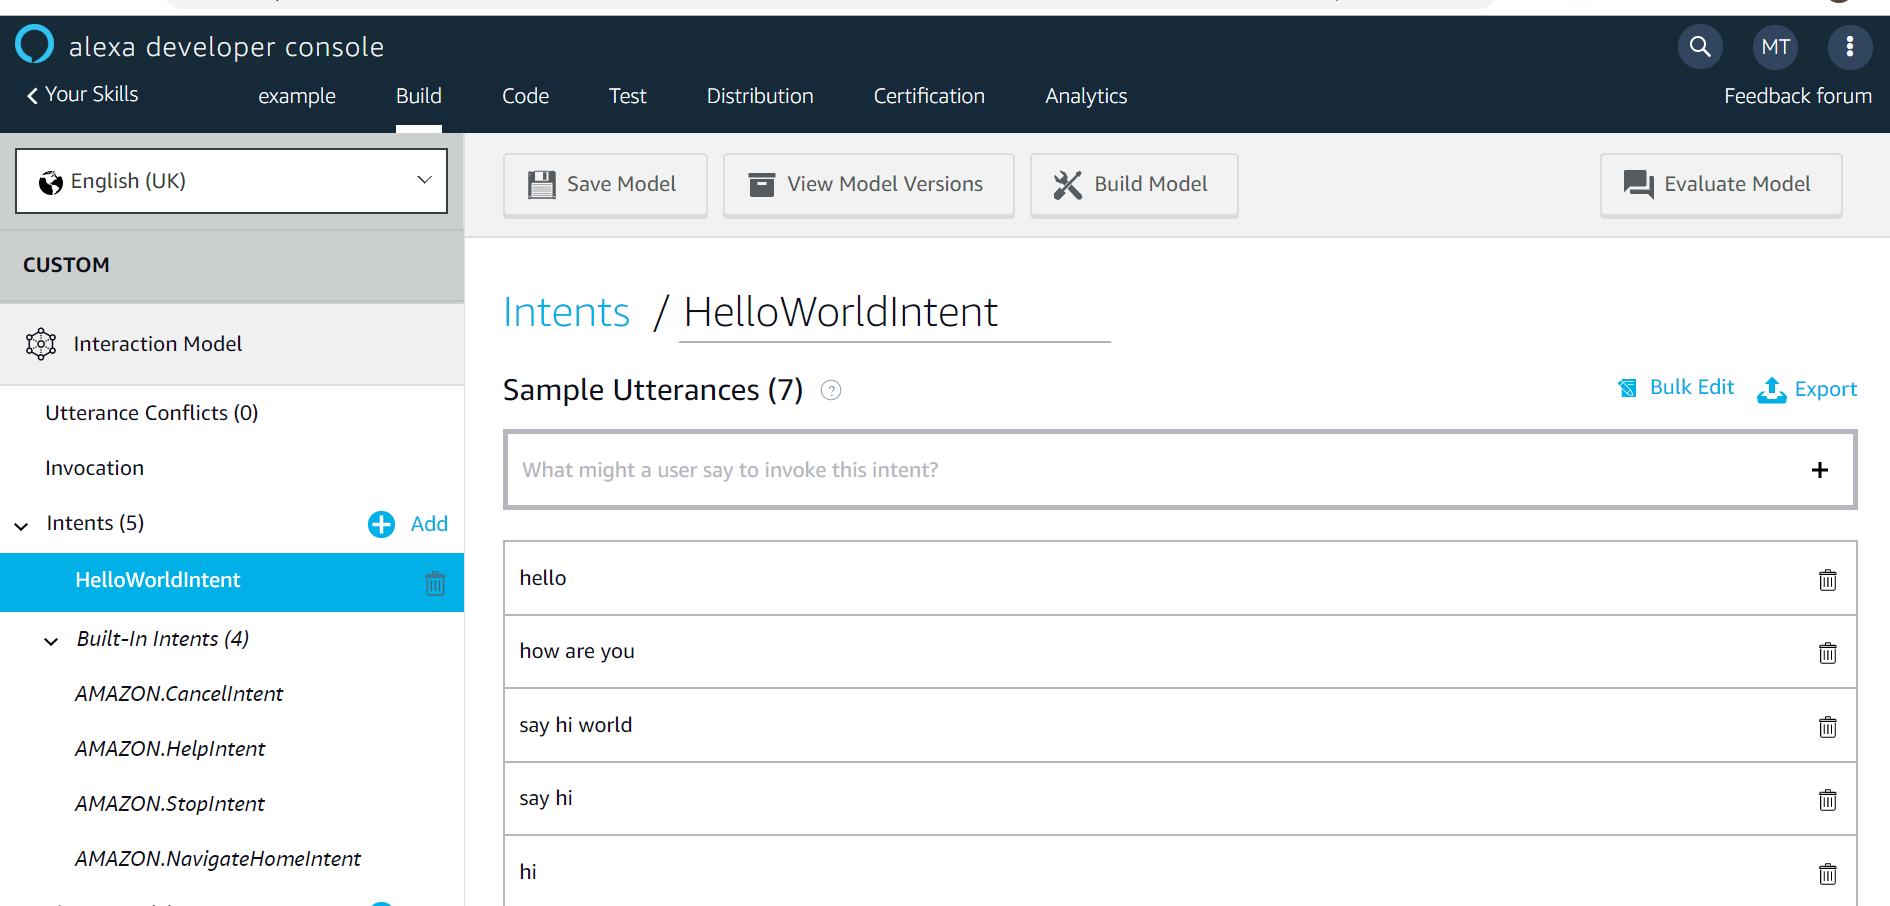 alexa developer console
MT
Your Skills
example
Build
Code
Test
Distribution
Certification
Analytics
Feedback forum
English (UK)
Save Model
View Model Versions
Build Model
Evaluate Model
CUSTOM
Interaction Model
Utterance Conflicts (0)
Invocation
Intents (5)
Add
HelloWorldIntent
Built-In Intents (4)
AMAZON.CancelIntent
AMAZON.HelpIntent
AMAZON.StopIntent
AMAZON.NavigateHomeIntent
Intents / HelloWorldIntent
Sample Utterances (7) ?
Bulk Edit
Export
What might a user say to invoke this intent?
hello
how are you
say hi world
say hi
hi